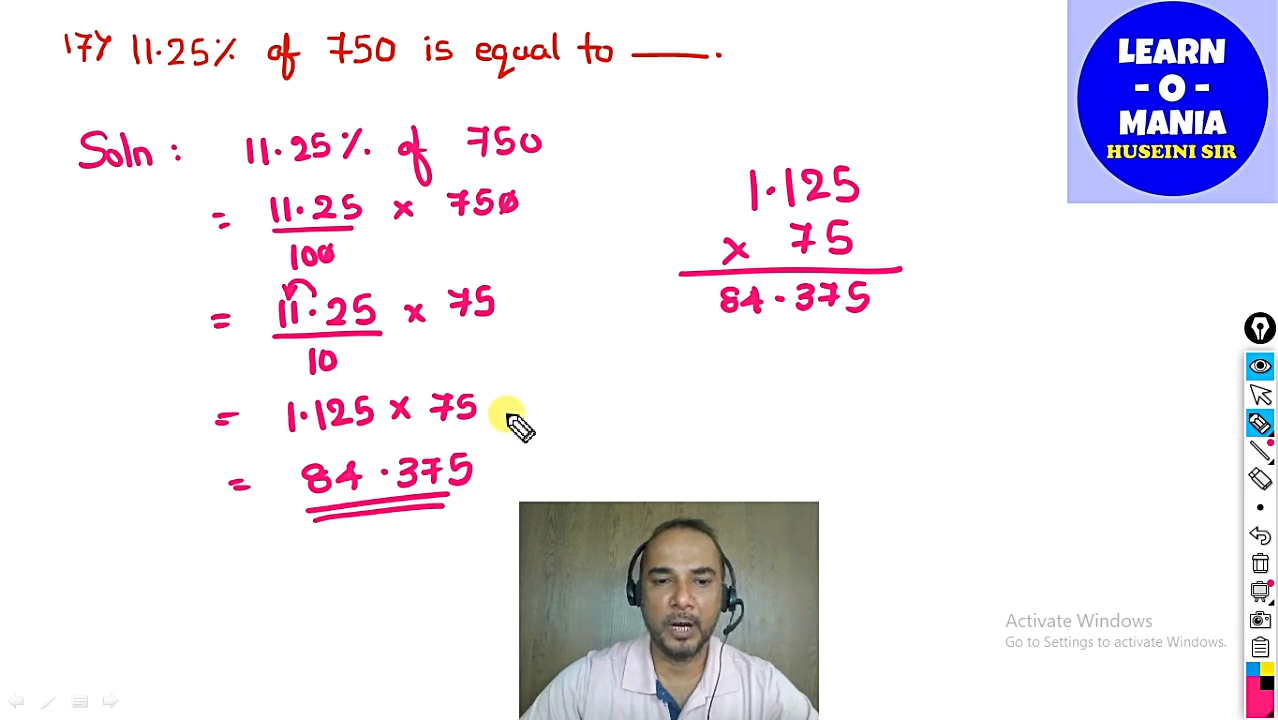 17) 11.25% of 750 is equal to ____.
Soln : 11.25% of 750
= 11.25 × 750
100
= 11.25 × 75
10
= 1.125 × 75
= 84.375
1.125
× 75
84.375
LEARN
- O -
MANIA
HUSEINI SIR
Activate Windows
Go to Settings to activate Windows.